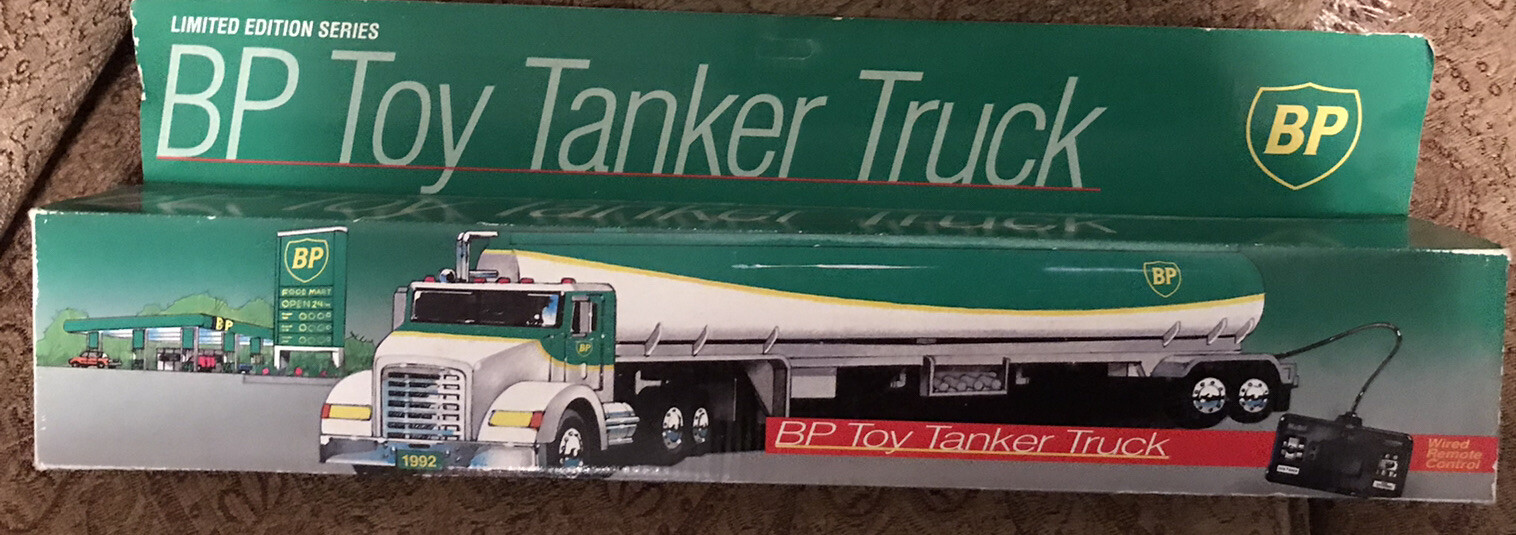 LIMITED EDITION SERIES
BP Toy Tanker Truck
BP
BP
FOOD MART
OPEN 24
BP
BP
BP
1992
BP Toy Tanker Truck
Wired
Remote
Control